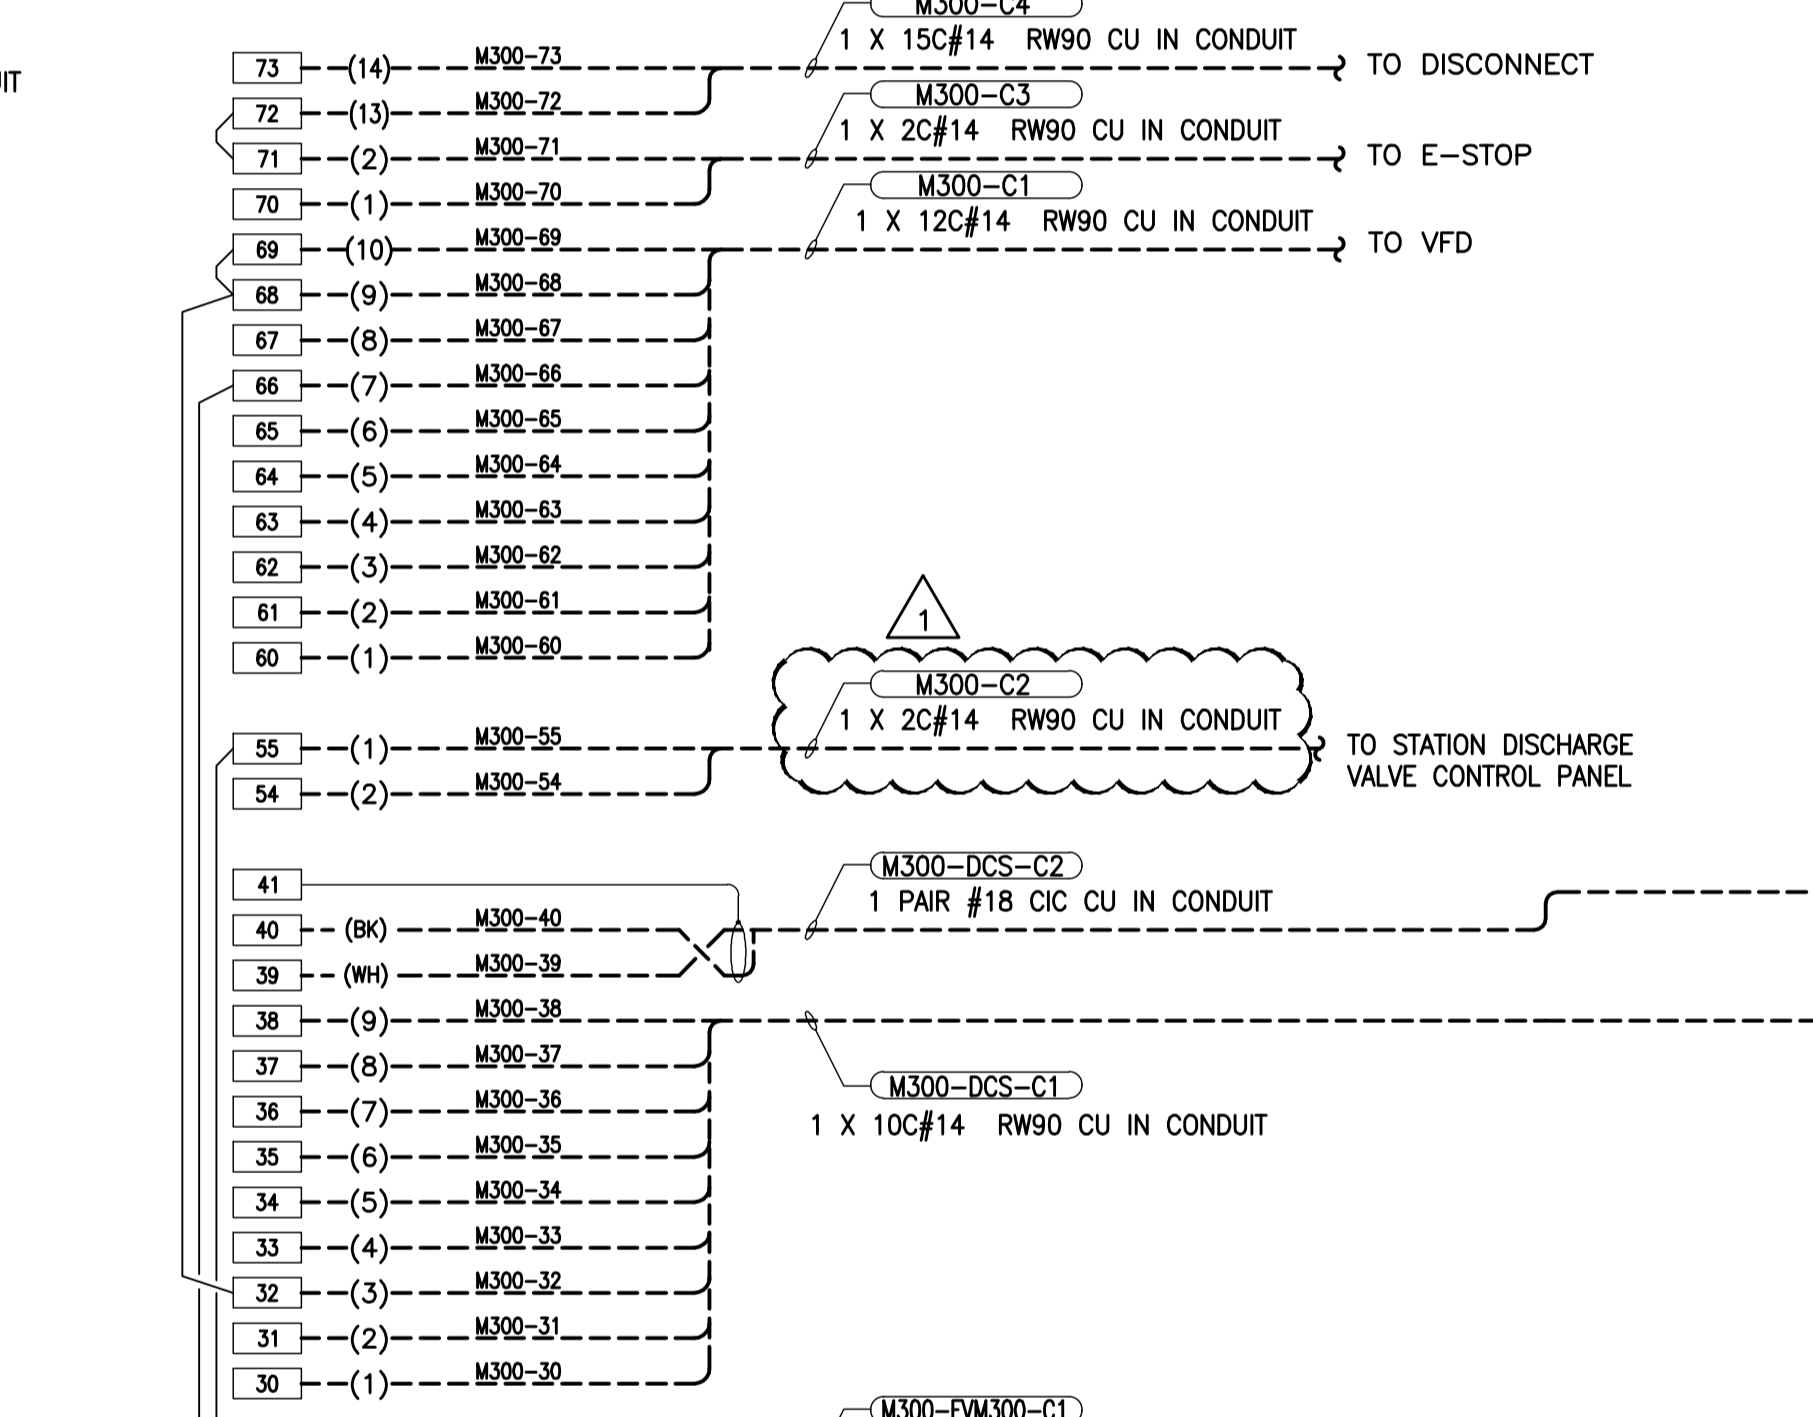 M300-C4
1 X 15C#14 RW90 CU IN CONDUIT
73 (14) M300-73 TO DISCONNECT
M300-C3
72 (13) M300-72
1 X 2C#14 RW90 CU IN CONDUIT
71 (2) M300-71 TO E-STOP
M300-C1
70 (1) M300-70
1 X 12C#14 RW90 CU IN CONDUIT
69 (10) M300-69 TO VFD
68 (9) M300-68
67 (8) M300-67
66 (7) M300-66
65 (6) M300-65
64 (5) M300-64
63 (4) M300-63
62 (3) M300-62
61 (2) M300-61
1
60 (1) M300-60
M300-C2
1 X 2C#14 RW90 CU IN CONDUIT
55 (1) M300-55 TO STATION DISCHARGE
VALVE CONTROL PANEL
54 (2) M300-54
M300-DCS-C2
41
1 PAIR #18 CIC CU IN CONDUIT
40 (BK) M300-40
39 (WH) M300-39
38 (9) M300-38
37 (8) M300-37
M300-DCS-C1
36 (7) M300-36
1 X 10C#14 RW90 CU IN CONDUIT
35 (6) M300-35
34 (5) M300-34
33 (4) M300-33
32 (3) M300-32
31 (2) M300-31
30 (1) M300-30
M300-FVM300-C1